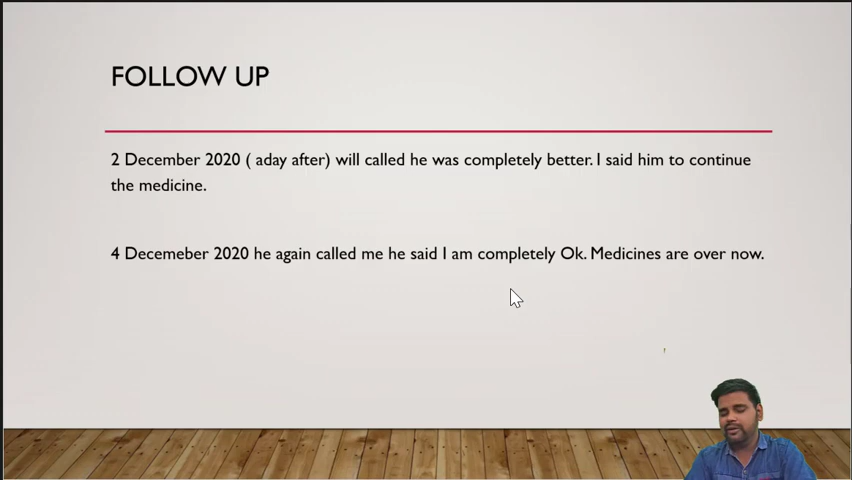 FOLLOW UP
2 December 2020 ( aday after) will called he was completely better. I said him to continue
the medicine.
4 Decemeber 2020 he again called me he said I am completely Ok. Medicines are over now.